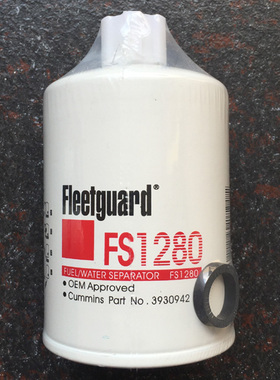 Fleetguard®
FS1280
FUEL/WATER SEPARATOR FS1280
• OEM Approved
• Cummins Part No. 3930942